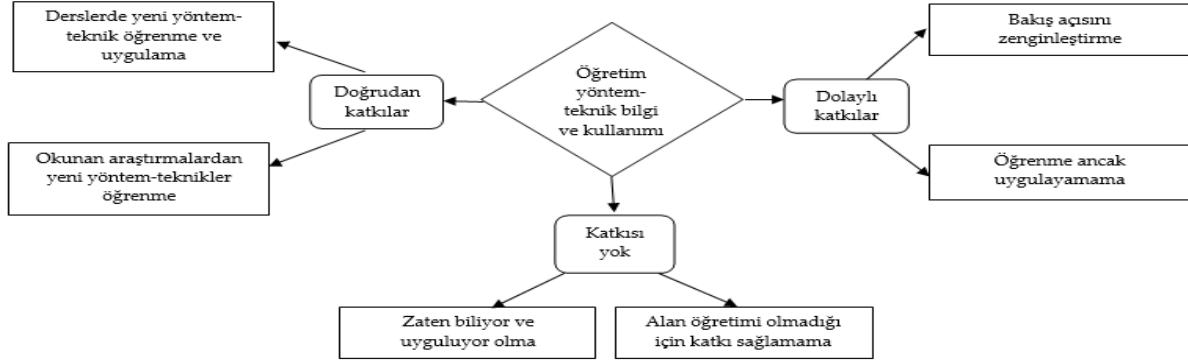 Derslerde yeni yöntem-
teknik öğrenme ve
uygulama
Bakış açısını
zenginleştirme
Öğretim
yöntem-
teknik bilgi
ve kullanımı
Doğrudan
katkılar
Dolaylı
katkılar
Okunan araştırmalardan
yeni yöntem-teknikler
öğrenme
Öğrenme ancak
uygulayamama
Katkısı
yok
Zaten biliyor ve
uyguluyor olma
Alan öğretimi olmadığı
için katkı sağlamama